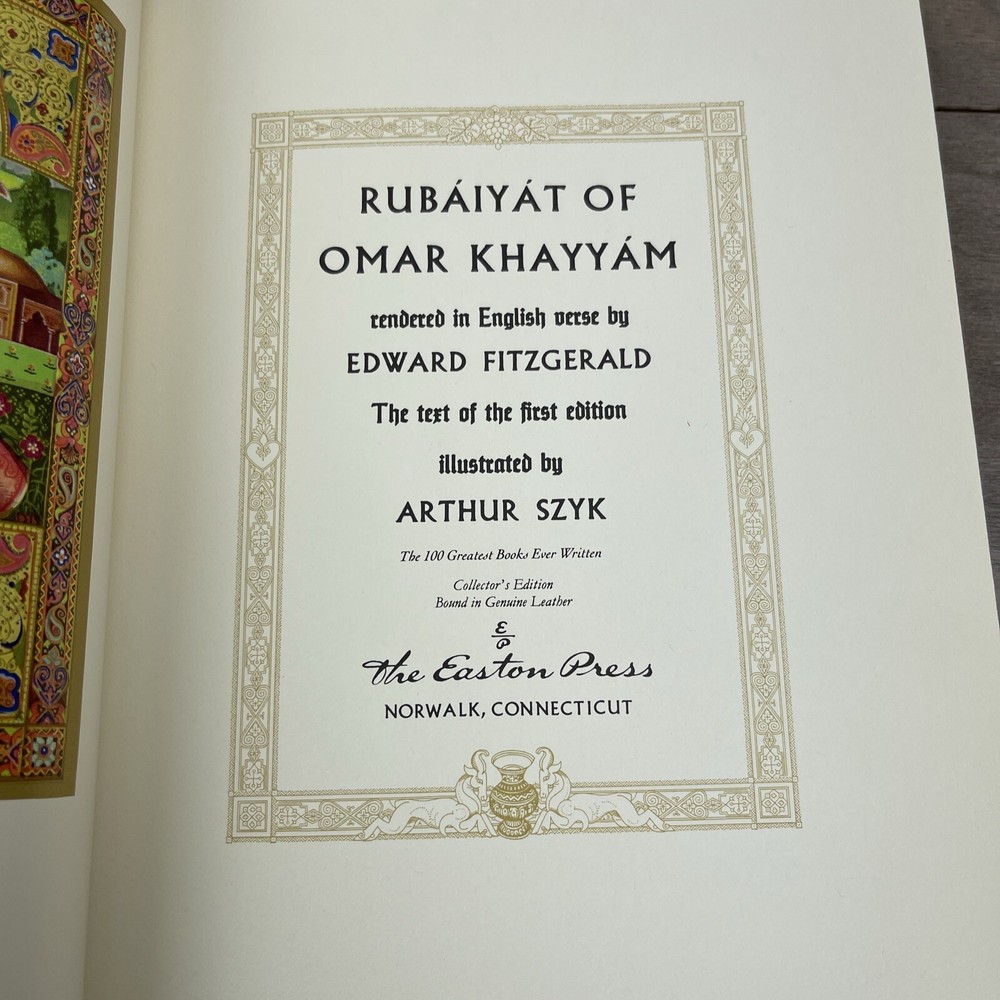 RUBÁIYÁT OF
OMAR KHAYYÁM
rendered in English verse by
EDWARD FITZGERALD
The text of the first edition
illustrated by
ARTHUR SZYK
The 100 Greatest Books Ever Written
Collector's Edition
Bound in Genuine Leather
E
P
The Easton Press
NORWALK, CONNECTICUT